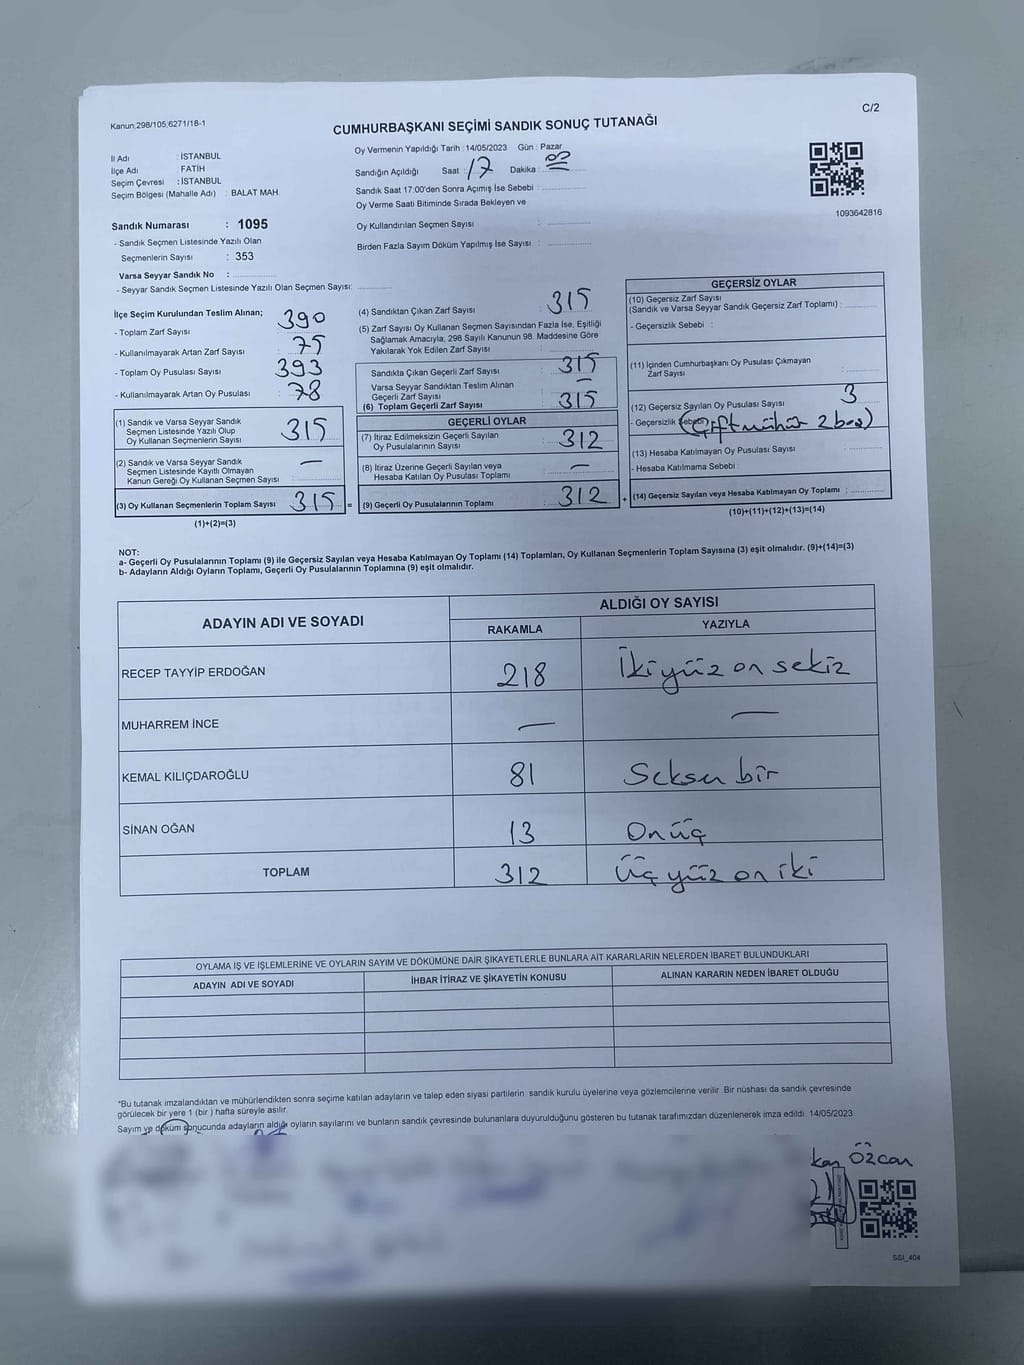 C/2
Kanun:298/105,6271/18-1
CUMHURBAŞKANI SEÇİMİ SANDIK SONUÇ TUTANAĞI
İl Adı : İSTANBUL
İlçe Adı : FATİH
Seçim Çevresi : İSTANBUL
Seçim Bölgesi (Mahalle Adı) : BALAT MAH.
Sandık Numarası : 1095
- Sandık Seçmen Listesinde Yazılı Olan
Seçmenlerin Sayısı : 353
Varsa Seyyar Sandık No :
- Seyyar Sandık Seçmen Listesinde Yazılı Olan Seçmen Sayısı:
Oy Vermenin Yapıldığı Tarih : 14/05/2023 Gün : Pazar
Sandığın Açıldığı Saat : 17 Dakika :
Sandık Saat 17:00'den Sonra Açımış İse Sebebi :
Oy Verme Saati Bitiminde Sırada Bekleyen ve
Oy Kullandırılan Seçmen Sayısı :
Birden Fazla Sayım Döküm Yapılmış İse Sayısı :
1093642816
İlçe Seçim Kurulundan Teslim Alınan;
- Toplam Zarf Sayısı 390
- Kullanılmayarak Artan Zarf Sayısı 75
- Toplam Oy Pusulası Sayısı 393
- Kullanılmayarak Artan Oy Pusulası 78
(1) Sandık ve Varsa Seyyar Sandık
Seçmen Listesinde Yazılı Olup
Oy Kullanan Seçmenlerin Sayısı 315
(2) Sandık ve Varsa Seyyar Sandık
Seçmen Listesinde Kayıtlı Olmayan
Kanun Gereği Oy Kullanan Seçmen Sayısı : —
(3) Oy Kullanan Seçmenlerin Toplam Sayısı 315 =
(1)+(2)=(3)
(4) Sandıktan Çıkan Zarf Sayısı : 315
(5) Zarf Sayısı Oy Kullanan Seçmen Sayısından Fazla İse, Eşitliği
Sağlamak Amacıyla, 298 Sayılı Kanunun 98. Maddesine Göre
Yakılarak Yok Edilen Zarf Sayısı :
Sandıkta Çıkan Geçerli Zarf Sayısı : 315
Varsa Seyyar Sandıktan Teslim Alınan
Geçerli Zarf Sayısı : —
(6) Toplam Geçerli Zarf Sayısı : 315
GEÇERLİ OYLAR
(7) İtiraz Edilmeksizin Geçerli Sayılan
Oy Pusulalarının Sayısı : 312
(8) İtiraz Üzerine Geçerli Sayılan veya
Hesaba Katılan Oy Pusulası Toplamı : —
(9) Geçerli Oy Pusulalarının Toplamı : 312 +
GEÇERSİZ OYLAR
(10) Geçersiz Zarf Sayısı
(Sandık ve Varsa Seyyar Sandık Geçersiz Zarf Toplamı) :
- Geçersizlik Sebebi :
(11) İçinden Cumhurbaşkanı Oy Pusulası Çıkmayan
Zarf Sayısı :
(12) Geçersiz Sayılan Oy Pusulası Sayısı : 3
- Geçersizlik Sebebi (Çift mühür 2 boş)
(13) Hesaba Katılmayan Oy Pusulası Sayısı :
- Hesaba Katılmama Sebebi :
(14) Geçersiz Sayılan veya Hesaba Katılmayan Oy Toplamı :
(10)+(11)+(12)+(13)=(14)
NOT:
a- Geçerli Oy Pusulalarının Toplamı (9) ile Geçersiz Sayılan veya Hesaba Katılmayan Oy Toplamı (14) Toplamları, Oy Kullanan Seçmenlerin Toplam Sayısına (3) eşit olmalıdır. (9)+(14)=(3)
b- Adayların Aldığı Oyların Toplamı, Geçerli Oy Pusulalarının Toplamına (9) eşit olmalıdır.
ADAYIN ADI VE SOYADI ALDIĞI OY SAYISI
RAKAMLA YAZIYLA
RECEP TAYYİP ERDOĞAN 218 İkiyüz on sekiz
MUHARREM İNCE — —
KEMAL KILIÇDAROĞLU 81 Seksen bir
SİNAN OĞAN 13 Onüç
TOPLAM 312 üçyüz on iki
OYLAMA İŞ VE İŞLEMLERİNE VE OYLARIN SAYIM VE DÖKÜMÜNE DAİR ŞİKAYETLERLE BUNLARA AİT KARARLARIN NELERDEN İBARET BULUNDUKLARI
ADAYIN ADI VE SOYADI İHBAR İTİRAZ VE ŞİKAYETİN KONUSU ALINAN KARARIN NEDEN İBARET OLDUĞU
*Bu tutanak imzalandıktan ve mühürlendikten sonra seçime katılan adayların ve talep eden siyasi partilerin sandık kurulu üyelerine veya gözlemcilerine verilir. Bir nüshası da sandık çevresinde
görülecek bir yere 1 (bir ) hafta süreyle asılır.
Sayım ve döküm sonucunda adayların aldığı oyların sayılarını ve bunların sandık çevresinde bulunanlara duyurulduğunu gösteren bu tutanak tarafımızdan düzenlenerek imza edildi. 14/05/2023
Özcan
SSI_404